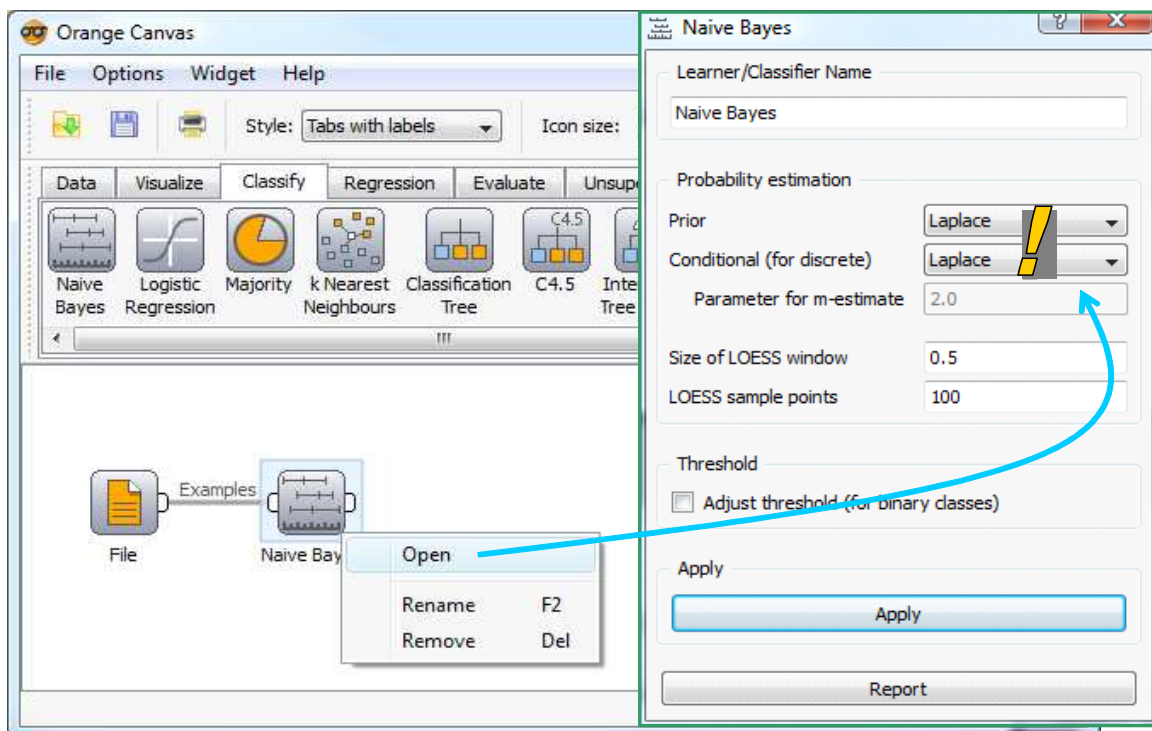 Orange Canvas
File Options Widget Help
Style: Tabs with labels Icon size:
Data Visualize Classify Regression Evaluate Unsup
C4.5
Naive Bayes
Logistic Regression
Majority
k Nearest Neighbours
Classification Tree
C4.5
Inte
Tree
Examples
File
Naive Bay
Open
Rename F2
Remove Del
Naive Bayes
Learner/Classifier Name
Naive Bayes
Probability estimation
Prior Laplace
Conditional (for discrete) Laplace
!
Parameter for m-estimate 2.0
Size of LOESS window 0.5
LOESS sample points 100
Threshold
Adjust threshold (for binary classes)
Apply
Apply
Report